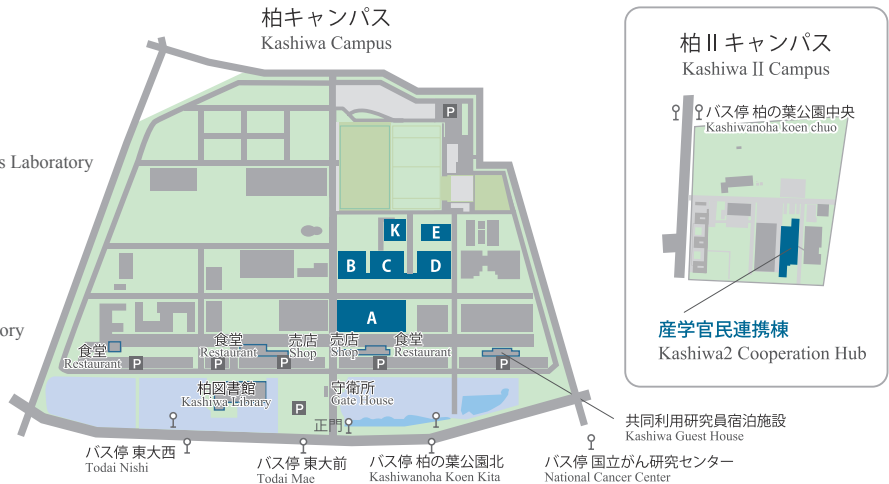 柏キャンパス
Kashiwa Campus
P
s Laboratory
K
E
B
C
D
A
ory
食堂
Restaurant
食堂
Restaurant
売店
Shop
売店
Shop
食堂
Restaurant
P
P
P
P
柏図書館
Kashiwa Library
守衛所
Gate House
P
正門
バス停 東大西
Todai Nishi
バス停 東大前
Todai Mae
バス停 柏の葉公園北
Kashiwanoha Koen Kita
バス停 国立がん研究センター
National Cancer Center
共同利用研究員宿泊施設
Kashiwa Guest House
柏 II キャンパス
Kashiwa II Campus
バス停 柏の葉公園中央
Kashiwanoha koen chuo
産学官民連携棟
Kashiwa2 Cooperation Hub